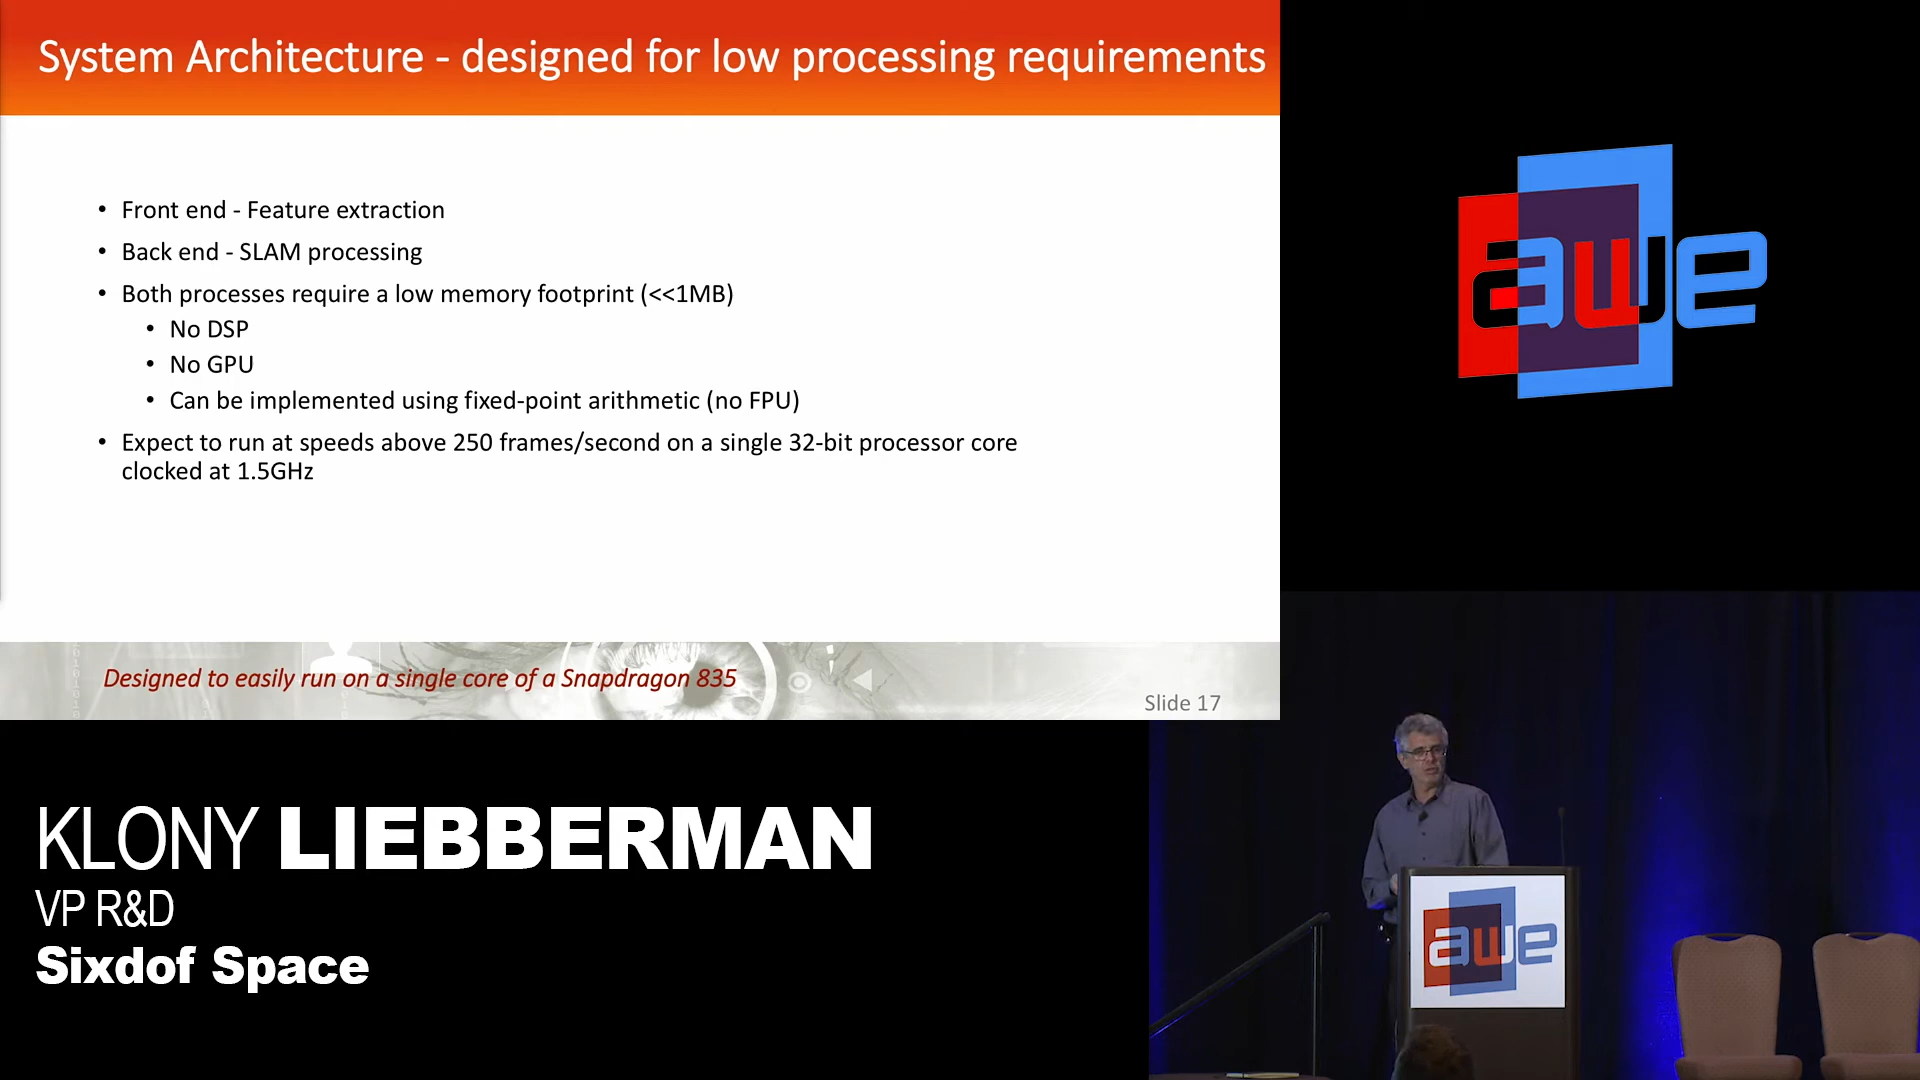 System Architecture - designed for low processing requirements
• Front end - Feature extraction
• Back end - SLAM processing
• Both processes require a low memory footprint (<<1MB)
• No DSP
• No GPU
• Can be implemented using fixed-point arithmetic (no FPU)
• Expect to run at speeds above 250 frames/second on a single 32-bit processor core
clocked at 1.5GHz
Designed to easily run on a single core of a Snapdragon 835
Slide 17
awe
KLONY LIEBBERMAN
VP R&D
Sixdof Space
awe